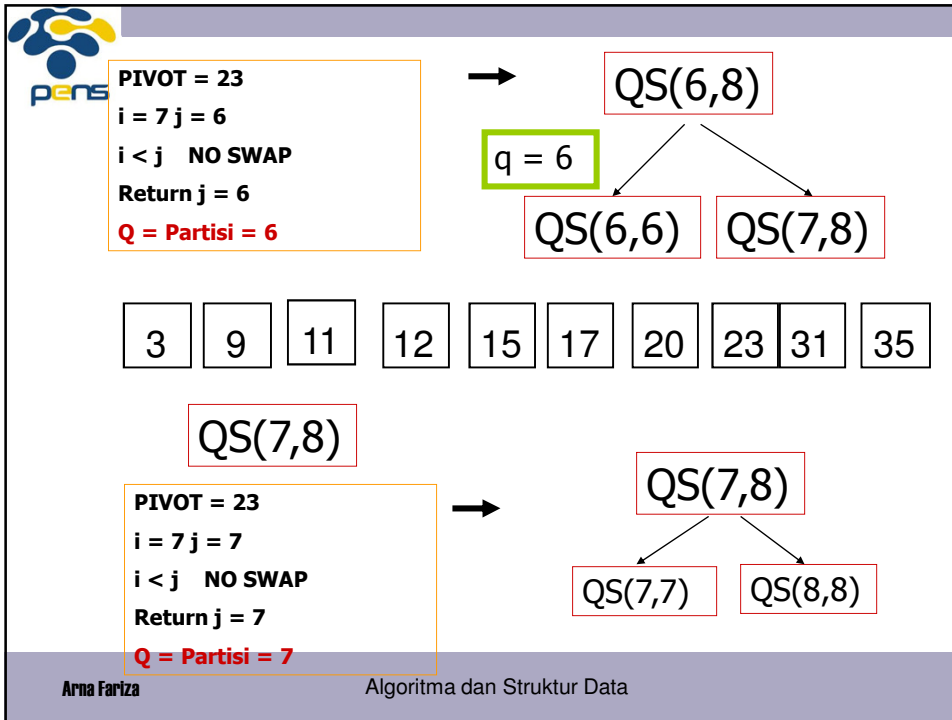 pens
PIVOT = 23
i = 7 j = 6
i < j NO SWAP
Return j = 6
Q = Partisi = 6
QS(6,8)
q = 6
QS(6,6) QS(7,8)
3 9 11 12 15 17 20 23 31 35
QS(7,8)
PIVOT = 23
i = 7 j = 7
i < j NO SWAP
Return j = 7
Q = Partisi = 7
QS(7,8)
QS(7,7) QS(8,8)
Arna Fariza Algoritma dan Struktur Data